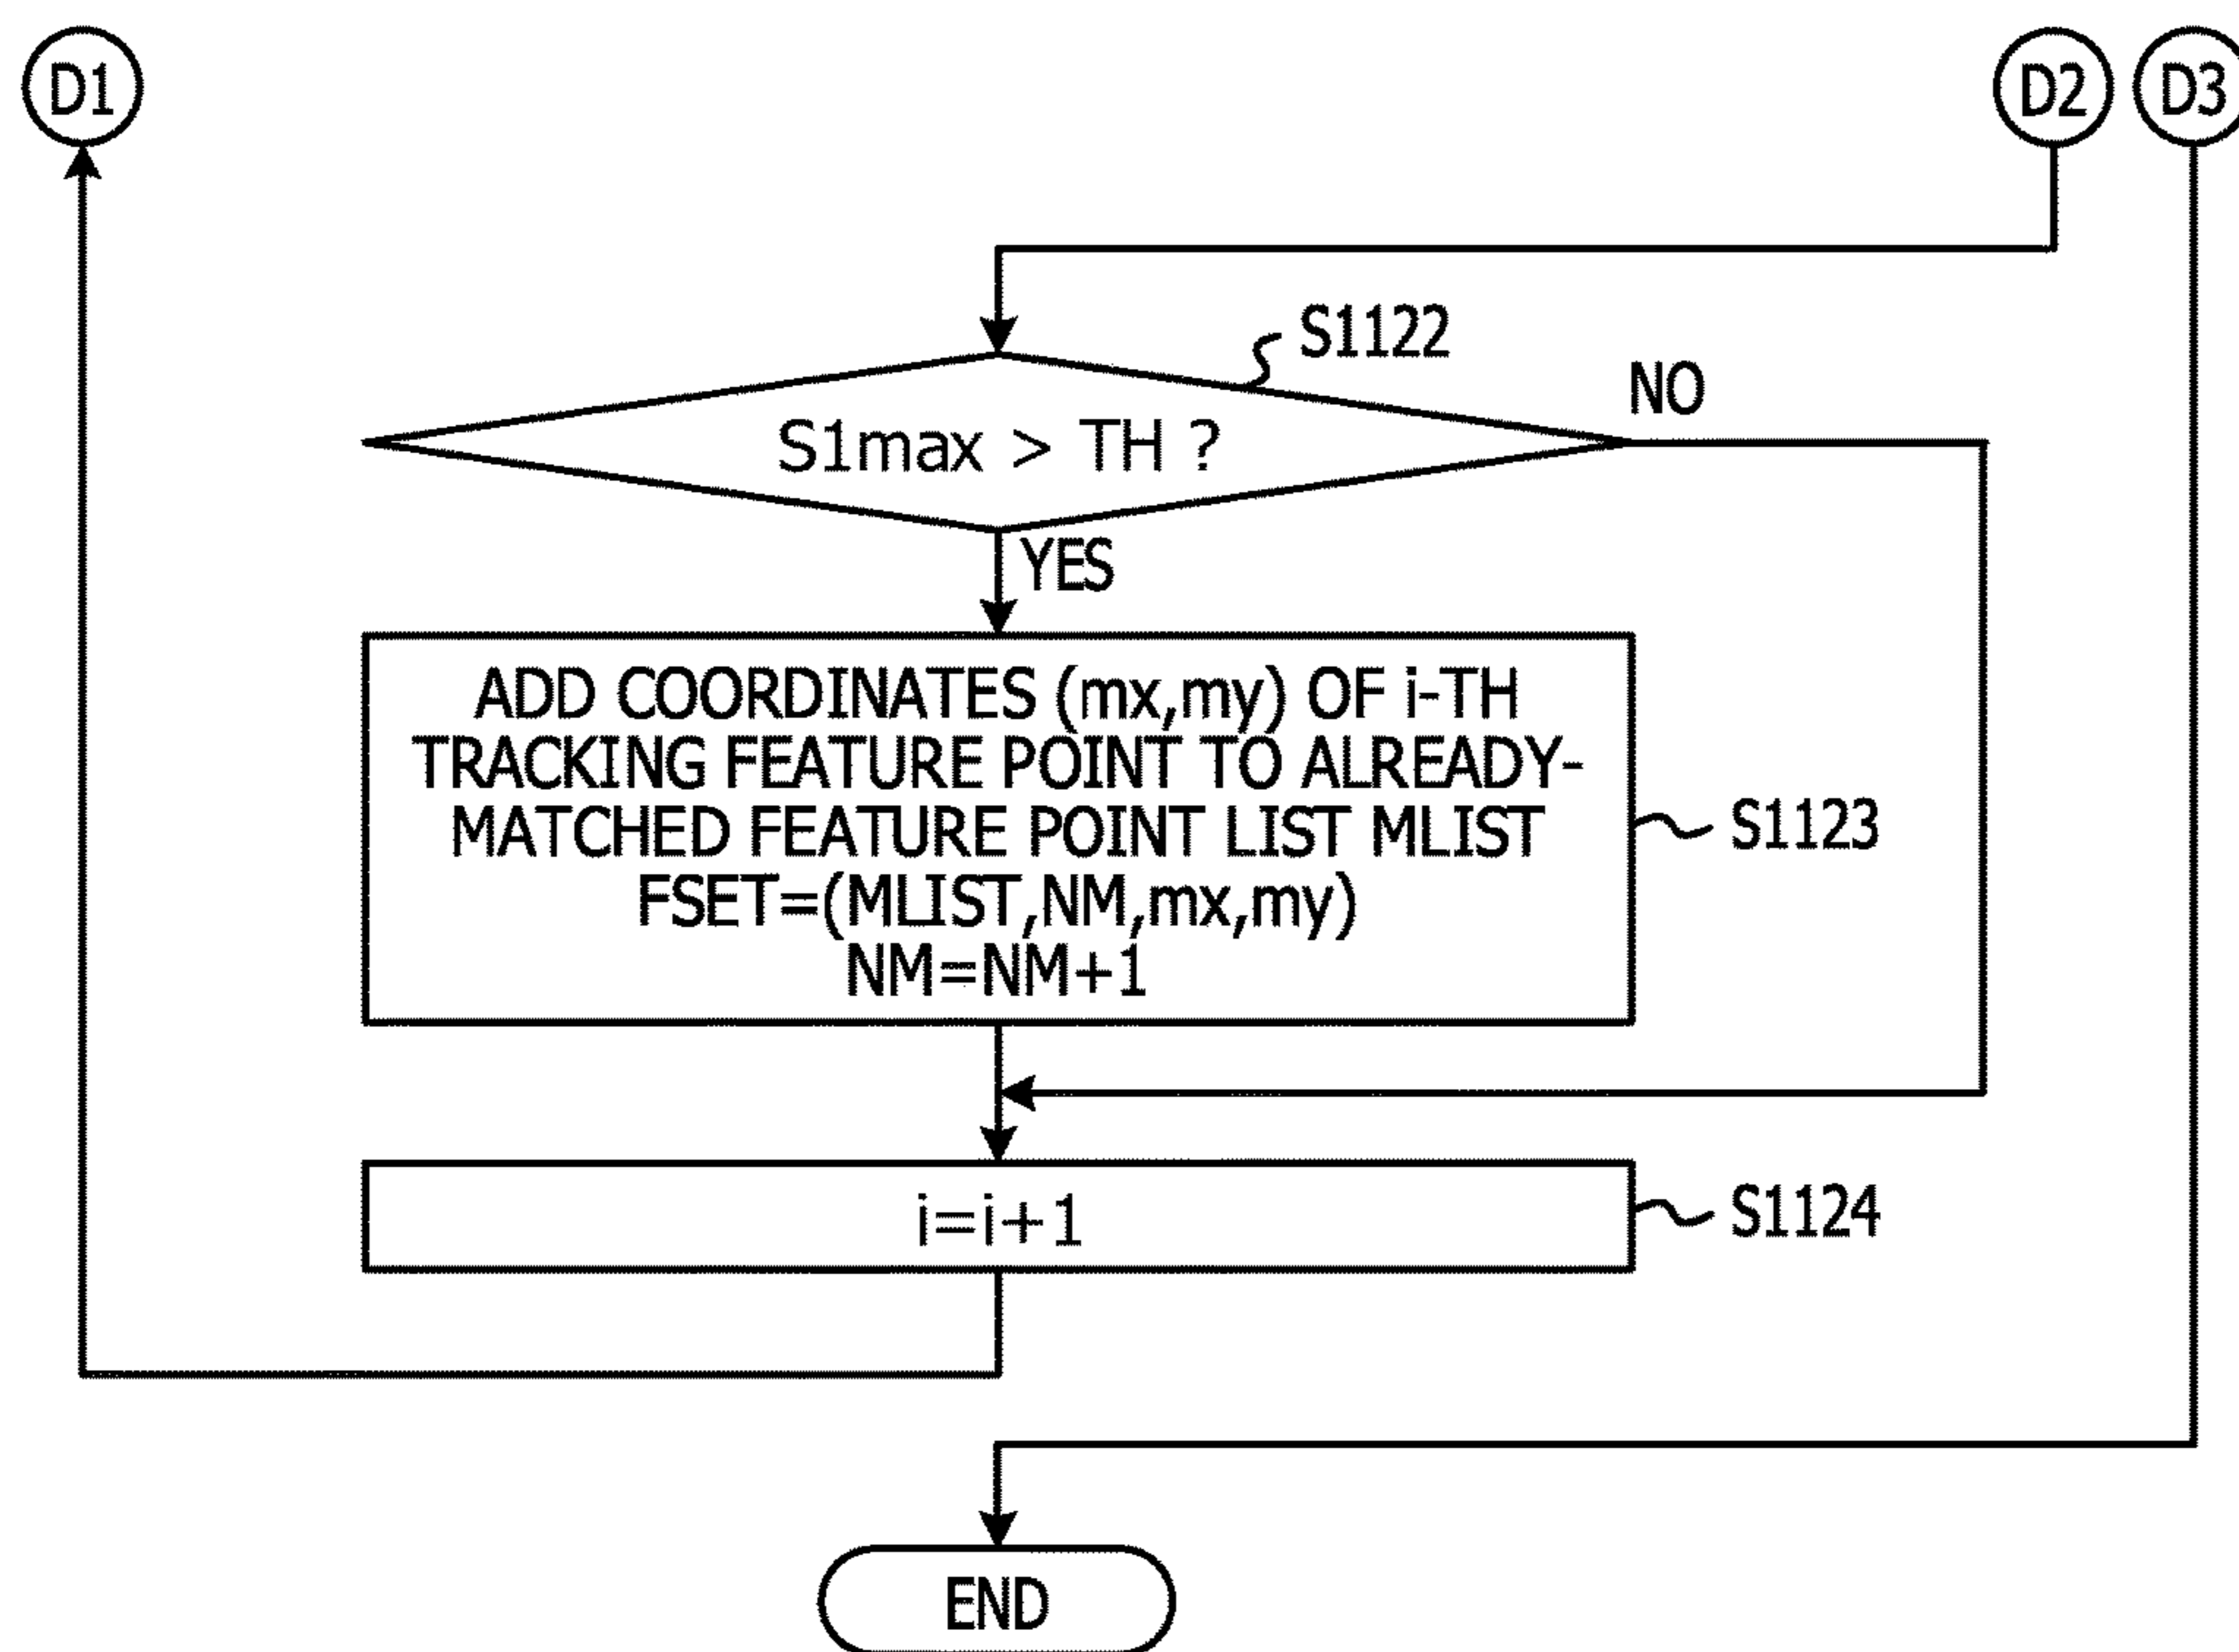 D1
D2
D3
S1122
NO
S1max > TH ?
YES
ADD COORDINATES (mx,my) OF i-TH
TRACKING FEATURE POINT TO ALREADY-
MATCHED FEATURE POINT LIST MLIST
FSET=(MLIST,NM,mx,my)
NM=NM+1
S1123
i=i+1
S1124
END